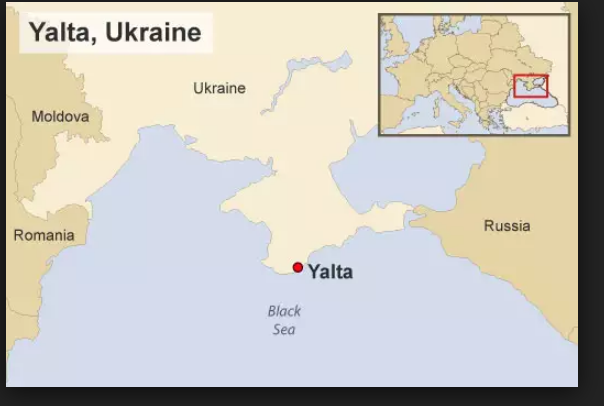 Yalta, Ukraine
Ukraine
Moldova
Romania
Russia
Yalta
Black
Sea